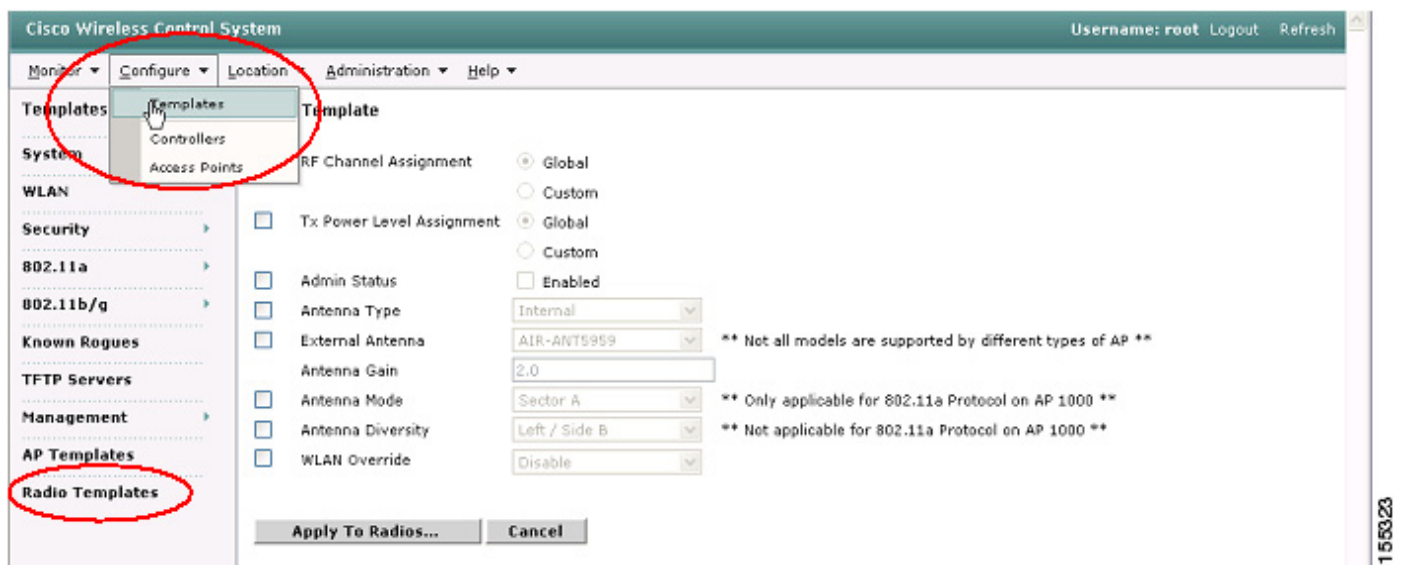 Cisco Wireless Control System
Username: root Logout Refresh
Monitor Configure Location Administration Help
Templates
Controllers
Access Points
Templates
System
WLAN
Security
802.11a
802.11b/g
Known Rogues
TFTP Servers
Management
AP Templates
Radio Templates
Template
RF Channel Assignment Global
Custom
Tx Power Level Assignment Global
Custom
Admin Status Enabled
Antenna Type Internal
External Antenna AIR-ANT5959 ** Not all models are supported by different types of AP **
Antenna Gain 2.0
Antenna Mode Sector A ** Only applicable for 802.11a Protocol on AP 1000 **
Antenna Diversity Left / Side B ** Not applicable for 802.11a Protocol on AP 1000 **
WLAN Override Disable
Apply To Radios... Cancel
155323